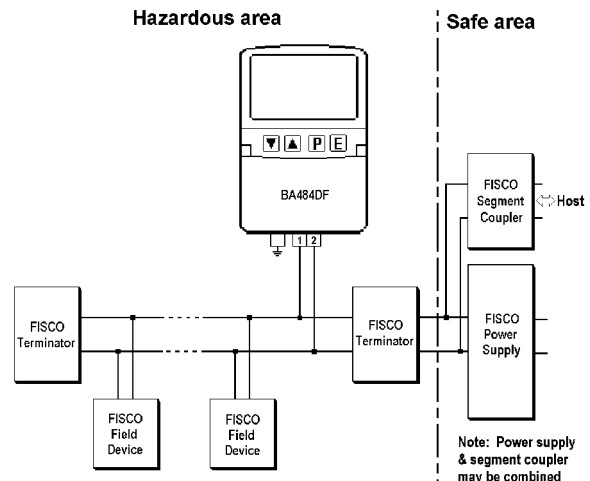 Hazardous area
Safe area
P E
BA484DF
1 2
FISCO
Segment
Coupler
Host
FISCO
Terminator
FISCO
Terminator
FISCO
Power
Supply
FISCO
Field
Device
FISCO
Field
Device
Note: Power supply
& segment coupler
may be combined